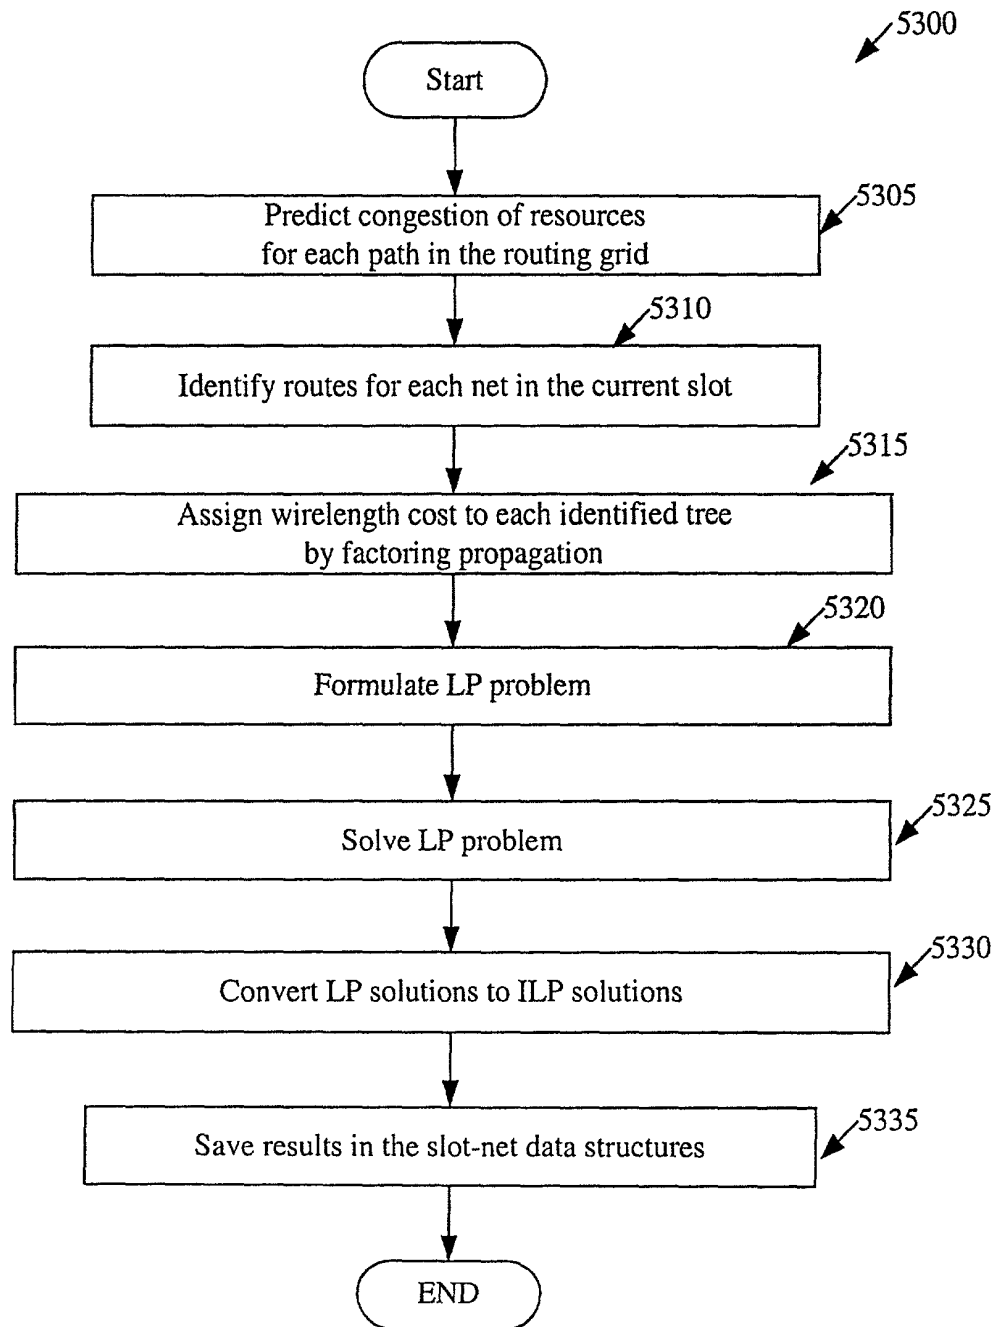 5300
Start
5305
Predict congestion of resources
for each path in the routing grid
5310
Identify routes for each net in the current slot
5315
Assign wirelength cost to each identified tree
by factoring propagation
5320
Formulate LP problem
5325
Solve LP problem
5330
Convert LP solutions to ILP solutions
5335
Save results in the slot-net data structures
END